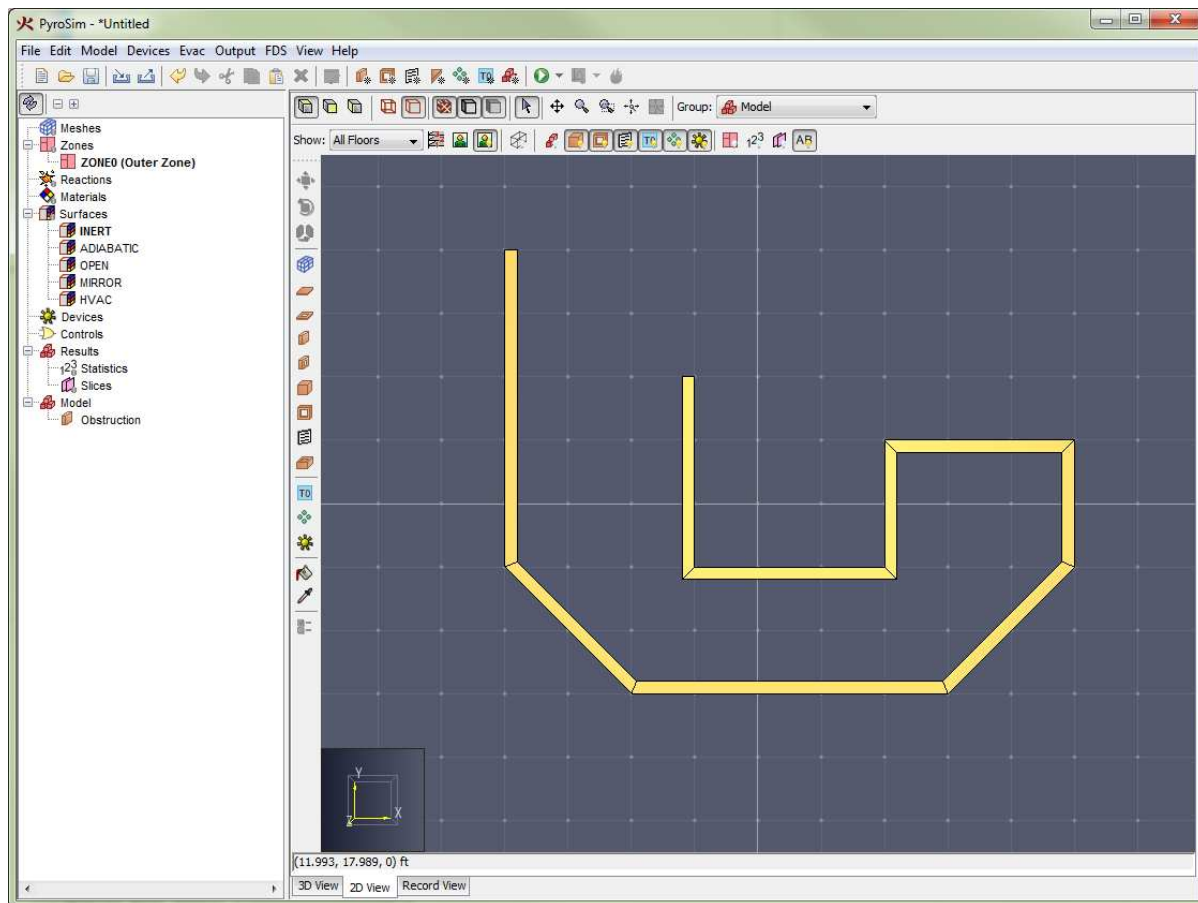 PyroSim - *Untitled
File Edit Model Devices Evac Output FDS View Help
Group: Model
Show: All Floors
Meshes
Zones
ZONE0 (Outer Zone)
Reactions
Materials
Surfaces
INERT
ADIABATIC
OPEN
MIRROR
HVAC
Devices
Controls
Results
Statistics
Slices
Model
Obstruction
Y
X
Z
(11.993, 17.989, 0) ft
3D View 2D View Record View